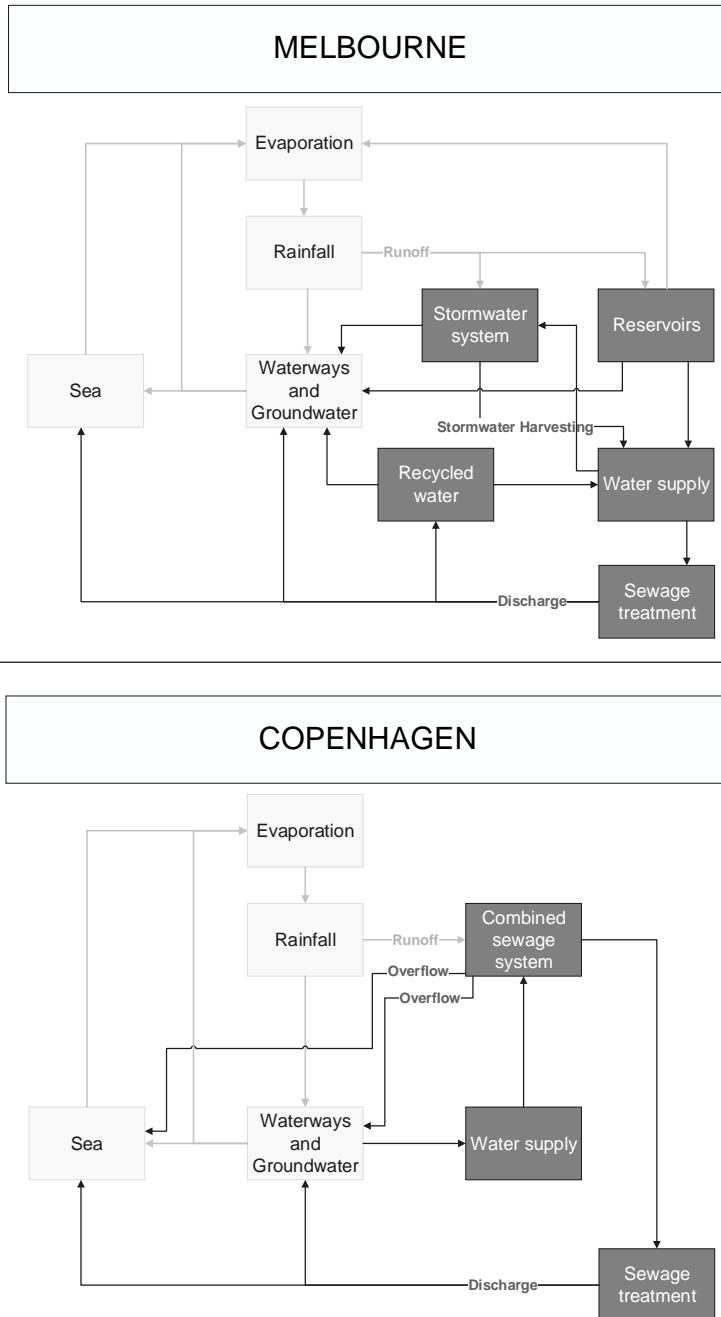 MELBOURNE
Evaporation
Rainfall
Runoff
Stormwater
system
Reservoirs
Sea
Waterways
and
Groundwater
Stormwater Harvesting
Recycled
water
Water supply
Discharge
Sewage
treatment
COPENHAGEN
Evaporation
Rainfall
Runoff
Combined
sewage
system
Overflow
Overflow
Sea
Waterways
and
Groundwater
Water supply
Discharge
Sewage
treatment